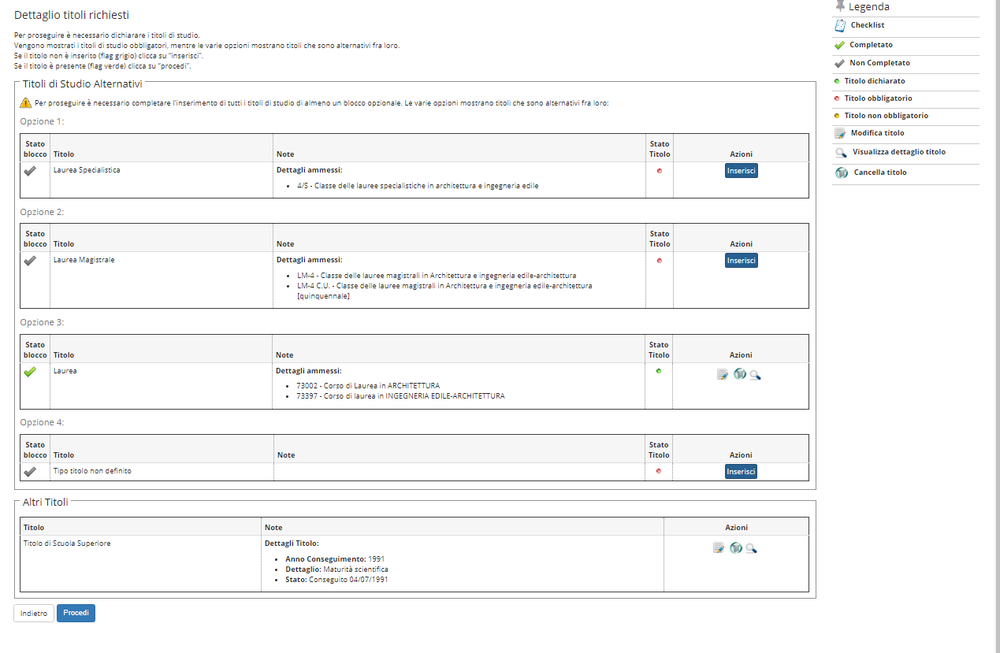 Dettaglio titoli richiesti
Per proseguire è necessario dichiarare i titoli di studio.
Vengono mostrati i titoli di studio obbligatori, mentre le varie opzioni mostrano titoli che sono alternativi fra loro.
Se il titolo non è inserito (flag grigio) clicca su “inserisci”.
Se il titolo è presente (flag verde) clicca su “procedi”.
Titoli di Studio Alternativi
Per proseguire è necessario completare l'inserimento di tutti i titoli di studio di almeno un blocco opzionale. Le varie opzioni mostrano titoli che sono alternativi fra loro:
Opzione 1:
Stato blocco Titolo Note Stato Titolo Azioni
Laurea Specialistica Dettagli ammessi: Inserisci
4/S - Classe delle lauree specialistiche in architettura e ingegneria edile
Opzione 2:
Stato blocco Titolo Note Stato Titolo Azioni
Laurea Magistrale Dettagli ammessi: Inserisci
LM-4 - Classe delle lauree magistrali in Architettura e ingegneria edile-architettura
LM-4 C.U. - Classe delle lauree magistrali in Architettura e ingegneria edile-architettura
[quinquennale]
Opzione 3:
Stato blocco Titolo Note Stato Titolo Azioni
Laurea Dettagli ammessi:
73002 - Corso di Laurea in ARCHITETTURA
73397 - Corso di laurea in INGEGNERIA EDILE-ARCHITETTURA
Opzione 4:
Stato blocco Titolo Note Stato Titolo Azioni
Tipo titolo non definito Inserisci
Altri Titoli
Titolo Note Azioni
Titolo di Scuola Superiore Dettagli Titolo:
Anno Conseguimento: 1991
Dettaglio: Maturità scientifica
Stato: Conseguito 04/07/1991
Indietro Procedi
Legenda
Checklist
Completato
Non Completato
Titolo dichiarato
Titolo obbligatorio
Titolo non obbligatorio
Modifica titolo
Visualizza dettaglio titolo
Cancella titolo